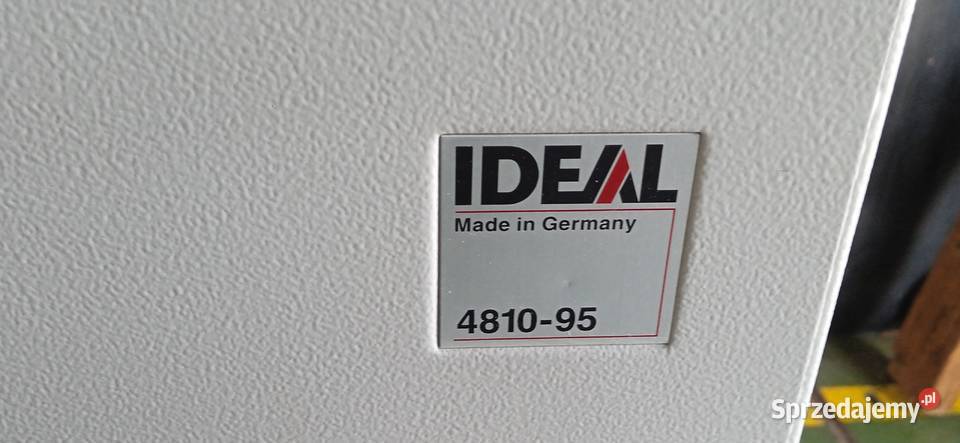 IDEAL
Made in Germany
4810-95
Sprzedajemy.pl